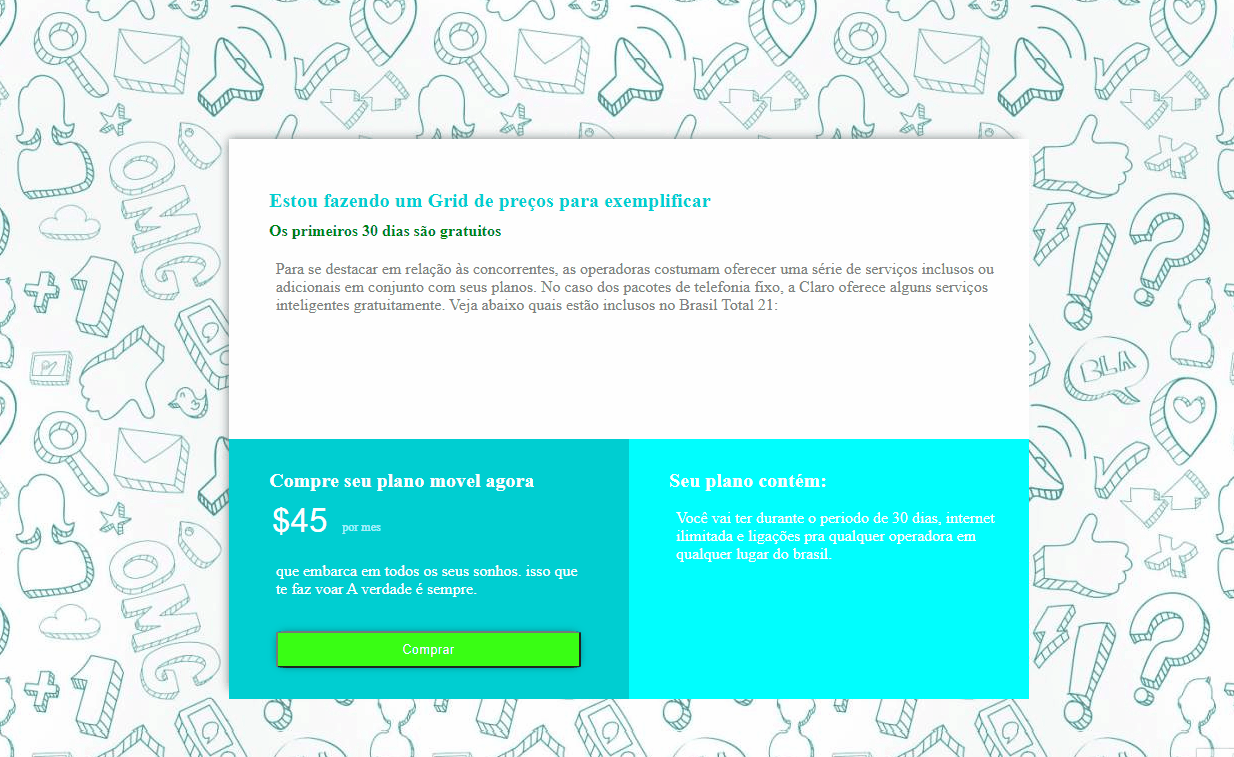 Estou fazendo um Grid de preços para exemplificar
Os primeiros 30 dias são gratuitos
Para se destacar em relação às concorrentes, as operadoras costumam oferecer uma série de serviços inclusos ou
adicionais em conjunto com seus planos. No caso dos pacotes de telefonia fixo, a Claro oferece alguns serviços
inteligentes gratuitamente. Veja abaixo quais estão inclusos no Brasil Total 21:
Compre seu plano movel agora
$45 por mes
que embarca em todos os seus sonhos. isso que
te faz voar A verdade é sempre.
Comprar
Seu plano contém:
Você vai ter durante o periodo de 30 dias, internet
ilimitada e ligações pra qualquer operadora em
qualquer lugar do brasil.
OMG
+1
BLA
OMG
+1